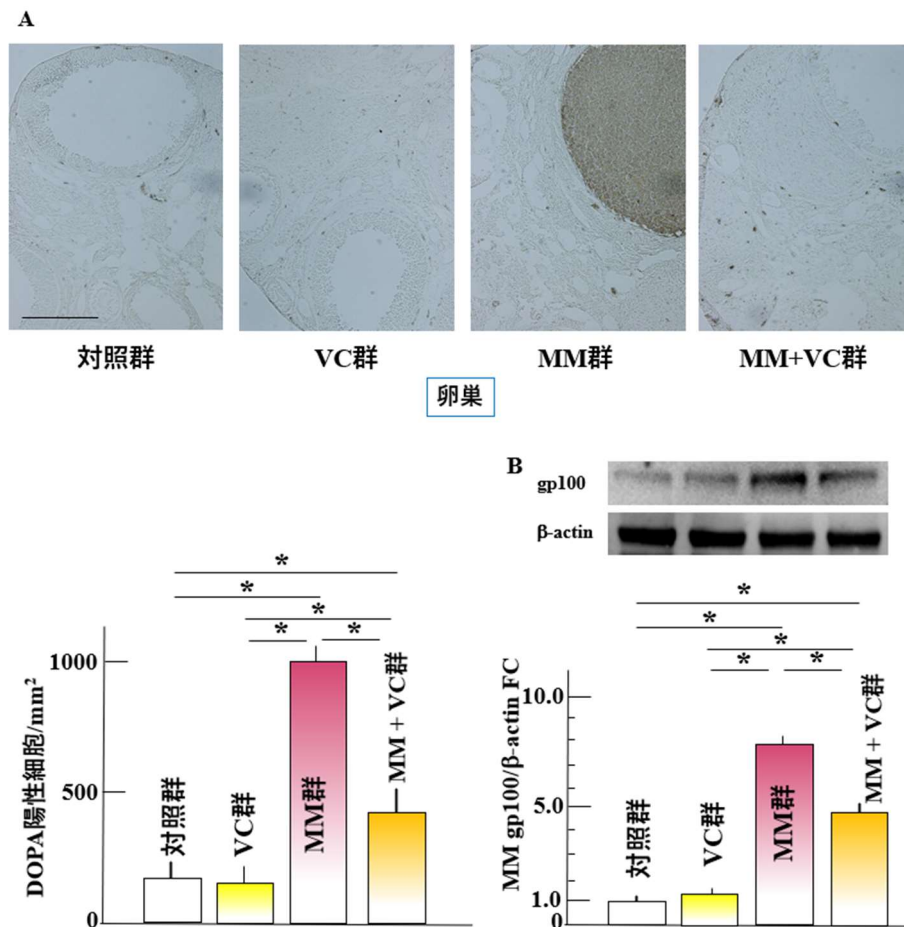 A
対照群
VC群
MM群
MM+VC群
卵巣
DOPA陽性細胞/mm²
1000
500
0
*
*
*
*
*
対照群
VC群
MM群
MM + VC群
B
gp100
β-actin
MM gp100/β-actin FC
10.0
5.0
1.0
0
*
*
*
*
*
対照群
VC群
MM群
MM + VC群